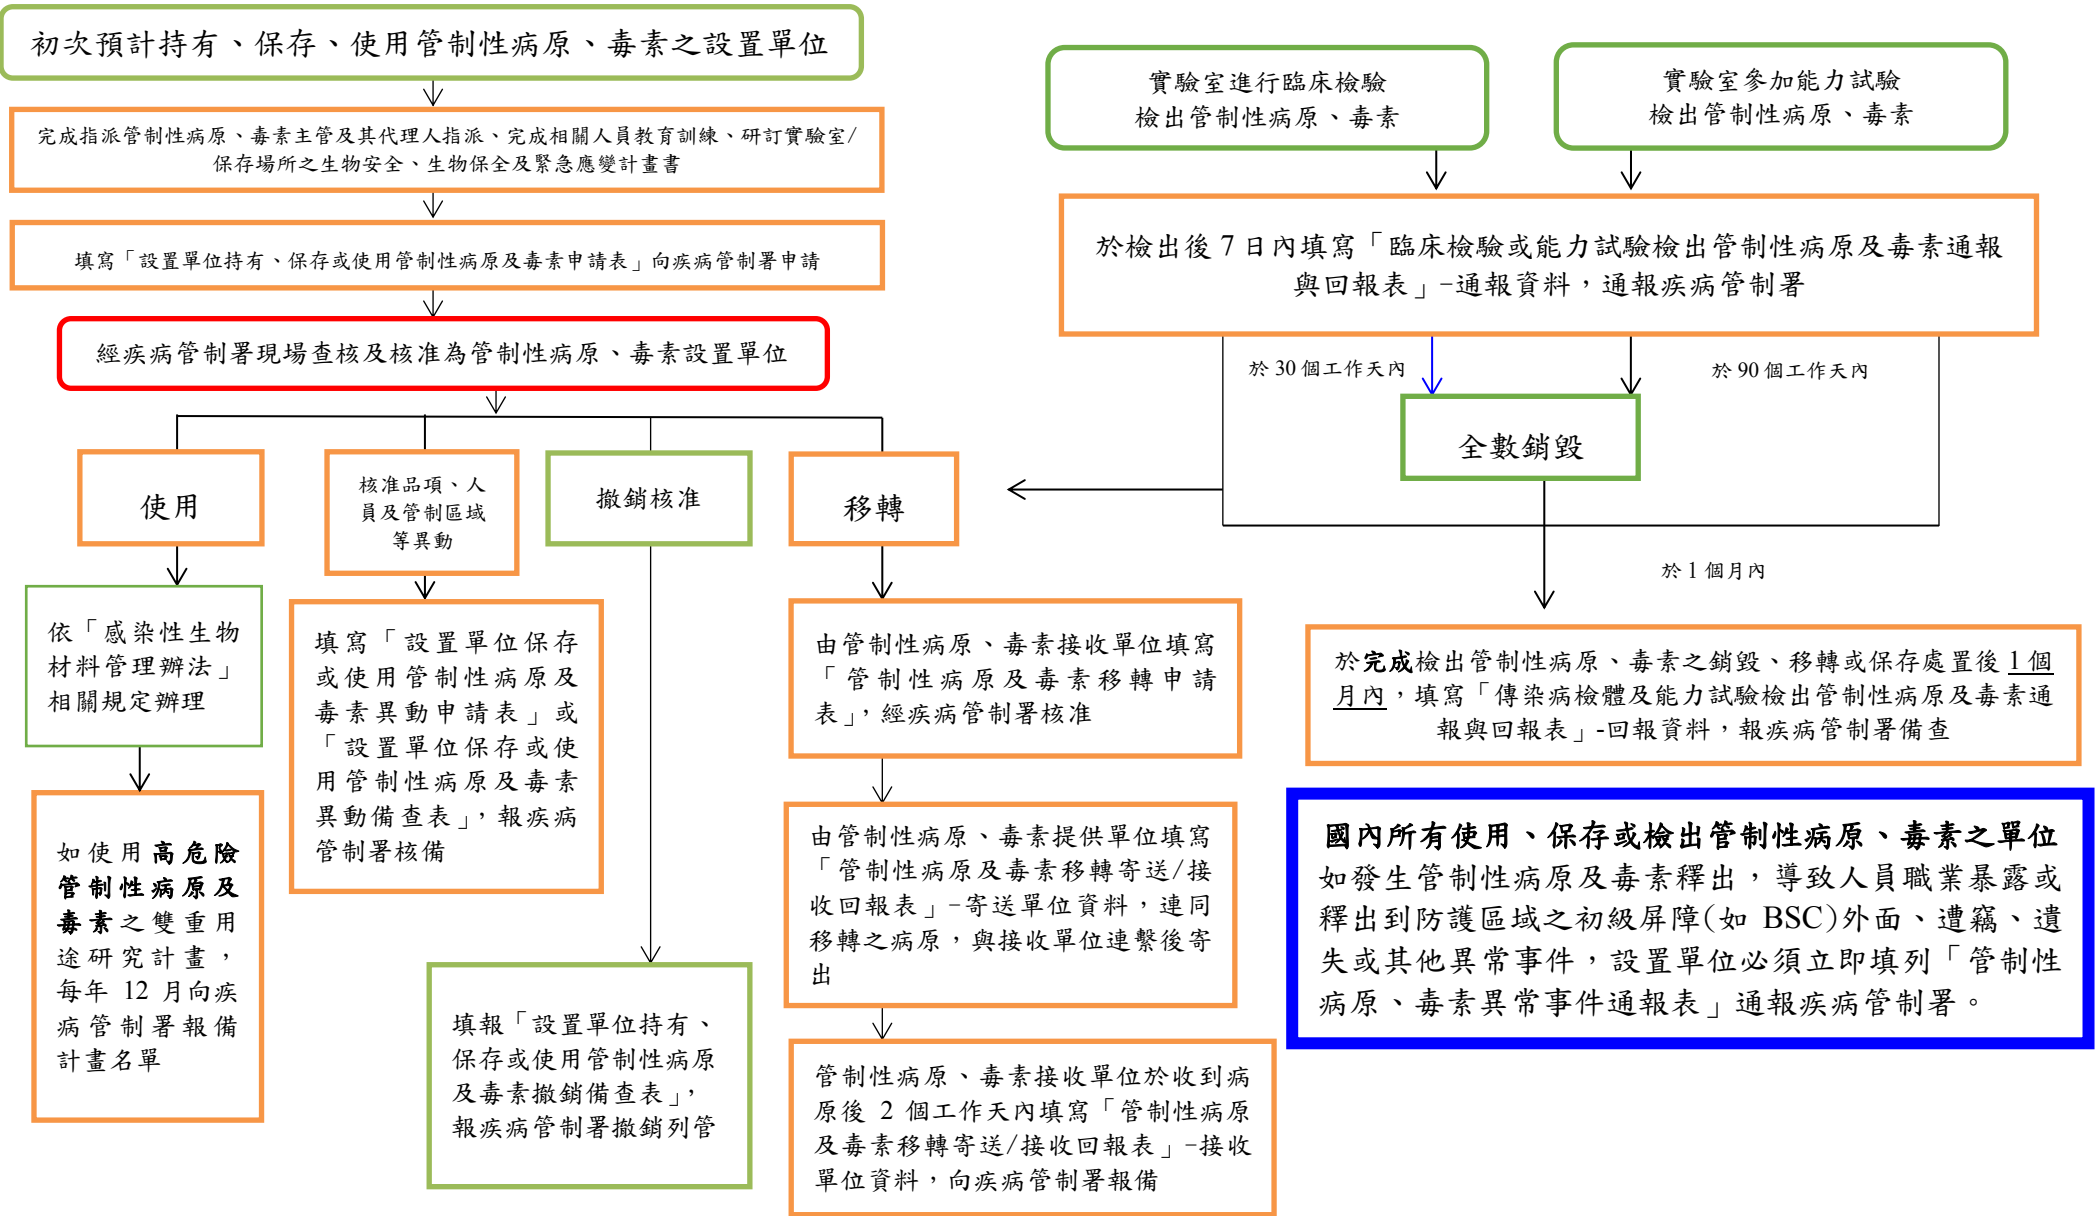 初次預計持有、保存、使用管制性病原、毒素之設置單位
完成指派管制性病原、毒素主管及其代理人指派、完成相關人員教育訓練、研訂實驗室/
保存場所之生物安全、生物保全及緊急應變計畫書
填寫「設置單位持有、保存或使用管制性病原及毒素申請表」向疾病管制署申請
經疾病管制署現場查核及核准為管制性病原、毒素設置單位
使用
依「感染性生物
材料管理辦法」
相關規定辦理
如使用高危險
管制性病原及
毒素之雙重用
途研究計畫，
每年 12 月向疾
病管制署報備
計畫名單
核准品項、人
員及管制區域
等異動
填寫「設置單位保存
或使用管制性病原及
毒素異動申請表」或
「設置單位保存或使
用管制性病原及毒素
異動備查表」，報疾病
管制署核備
撤銷核准
填報「設置單位持有、
保存或使用管制性病原
及毒素撤銷備查表」，
報疾病管制署撤銷列管
移轉
由管制性病原、毒素接收單位填寫
「管制性病原及毒素移轉申請
表」，經疾病管制署核准
由管制性病原、毒素提供單位填寫
「管制性病原及毒素移轉寄送/接
收回報表」-寄送單位資料，連同
移轉之病原，與接收單位連繫後寄
出
管制性病原、毒素接收單位於收到病
原後 2 個工作天內填寫「管制性病原
及毒素移轉寄送/接收回報表」-接收
單位資料，向疾病管制署報備
實驗室進行臨床檢驗
檢出管制性病原、毒素
實驗室參加能力試驗
檢出管制性病原、毒素
於檢出後 7 日內填寫「臨床檢驗或能力試驗檢出管制性病原及毒素通報
與回報表」-通報資料，通報疾病管制署
於 30 個工作天內
於 90 個工作天內
全數銷毀
於 1 個月內
於完成檢出管制性病原、毒素之銷毀、移轉或保存處置後 1 個
月內，填寫「傳染病檢體及能力試驗檢出管制性病原及毒素通
報與回報表」-回報資料，報疾病管制署備查
國內所有使用、保存或檢出管制性病原、毒素之單位
如發生管制性病原及毒素釋出，導致人員職業暴露或
釋出到防護區域之初級屏障(如 BSC)外面、遭竊、遺
失或其他異常事件，設置單位必須立即填列「管制性
病原、毒素異常事件通報表」通報疾病管制署。